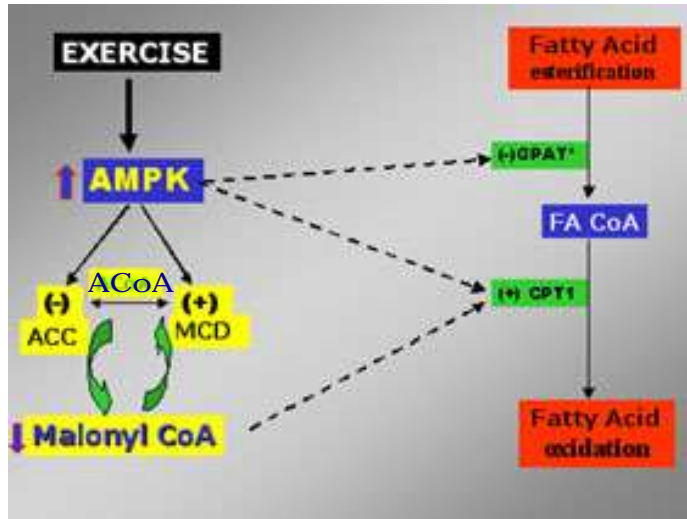 EXERCISE
AMPK
ACoA
(-)
(+)
ACC
MCD
Malonyl CoA
Fatty Acid
esterification
(-)GPAT*
FA CoA
(+) CPT1
Fatty Acid
oxidation